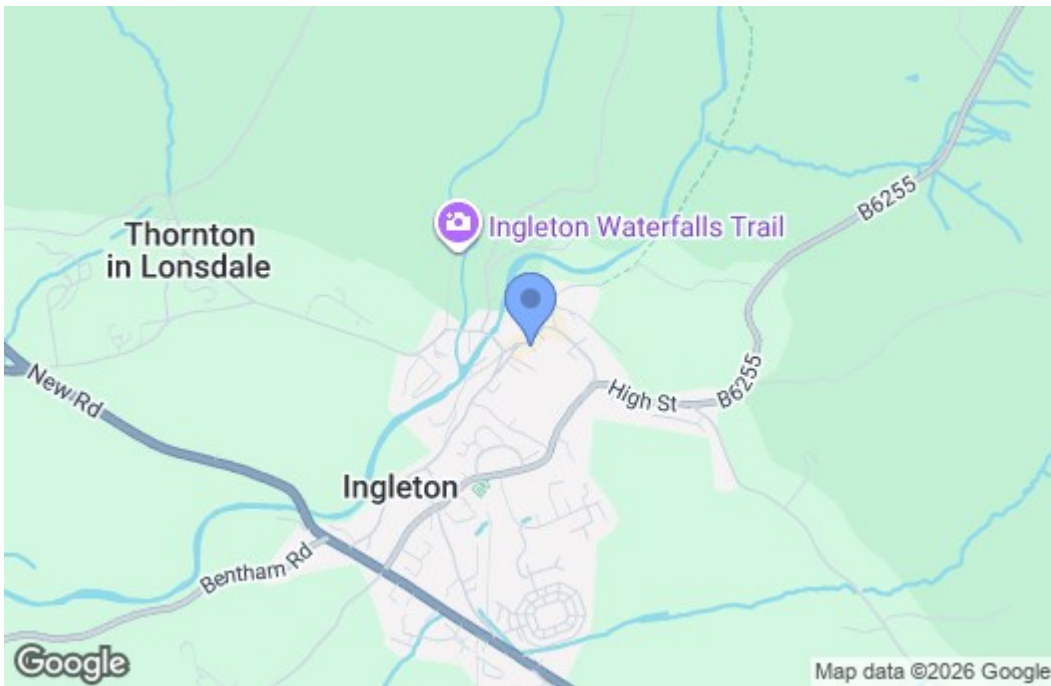 B6255
Thornton
in Lonsdale
Ingleton Waterfalls Trail
B6255
New Rd
High St
Ingleton
Bentham Rd
Google
Map data ©2026 Google